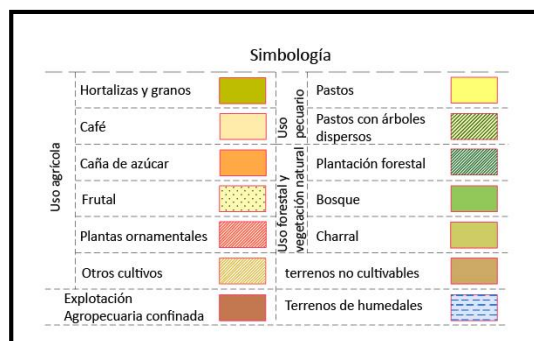 Simbología
Uso agrícola
Hortalizas y granos
Café
Caña de azúcar
Frutal
Plantas ornamentales
Otros cultivos
Explotación
Agropecuaria confinada
Uso
pecuario
Pastos
Pastos con árboles
dispersos
Uso forestal y
vegetación natural
Plantación forestal
Bosque
Charral
terrenos no cultivables
Terrenos de humedales